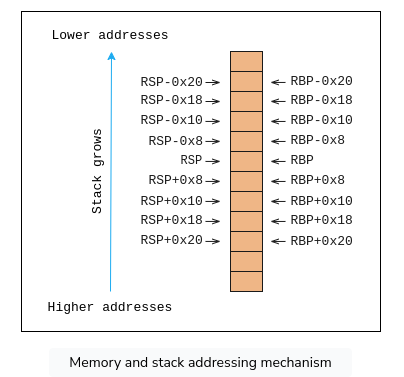 Lower addresses
RSP-0x20 RBP-0x20
RSP-0x18 RBP-0x18
RSP-0x10 RBP-0x10
RSP-0x8 RBP-0x8
RSP RBP
RSP+0x8 RBP+0x8
RSP+0x10 RBP+0x10
RSP+0x18 RBP+0x18
RSP+0x20 RBP+0x20
Stack grows
Higher addresses
Memory and stack addressing mechanism